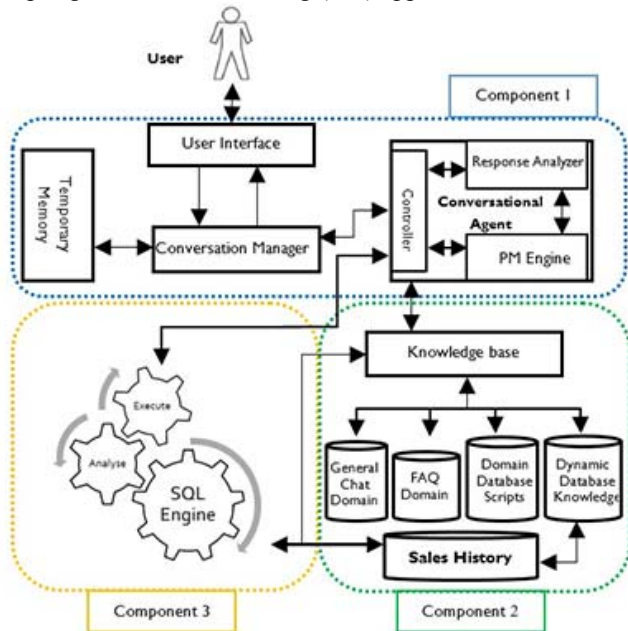 User
Component 1
User Interface
Temporary
Memory
Conversation Manager
Controller
Response Analyzer
Conversational
Agent
PM Engine
Knowledge base
Execute
Analyse
SQL
Engine
General
Chat
Domain
FAQ
Domain
Domain
Database
Scripts
Dynamic
Database
Knowledge
Sales History
Component 3
Component 2